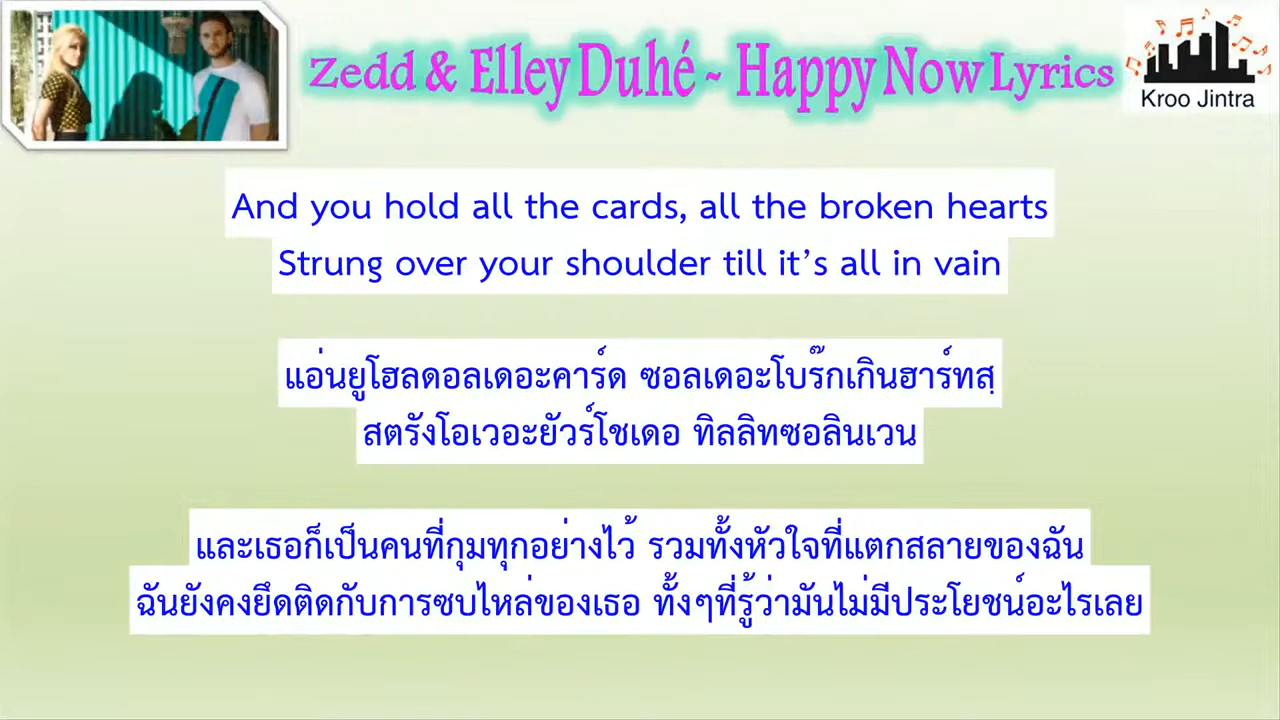 Zedd & Elley Duhé ~ Happy Now Lyrics
Kroo Jintra
And you hold all the cards, all the broken hearts
Strung over your shoulder till it’s all in vain
แอ่นยูโฮลดอลเดอะคาร์ด ซอลเดอะโบร๊กเกินฮาร์ทสฺ
สตรังโอเวอะยัวร์โชเดอ ทิลลิทซอลินเวน
และเธอก็เป็นคนที่กุมทุกอย่างไว้ รวมทั้งหัวใจที่แตกสลายของฉัน
ฉันยังคงยึดติดกับการซบไหล่ของเธอ ทั้งๆที่รู้ว่ามันไม่มีประโยชน์อะไรเลย